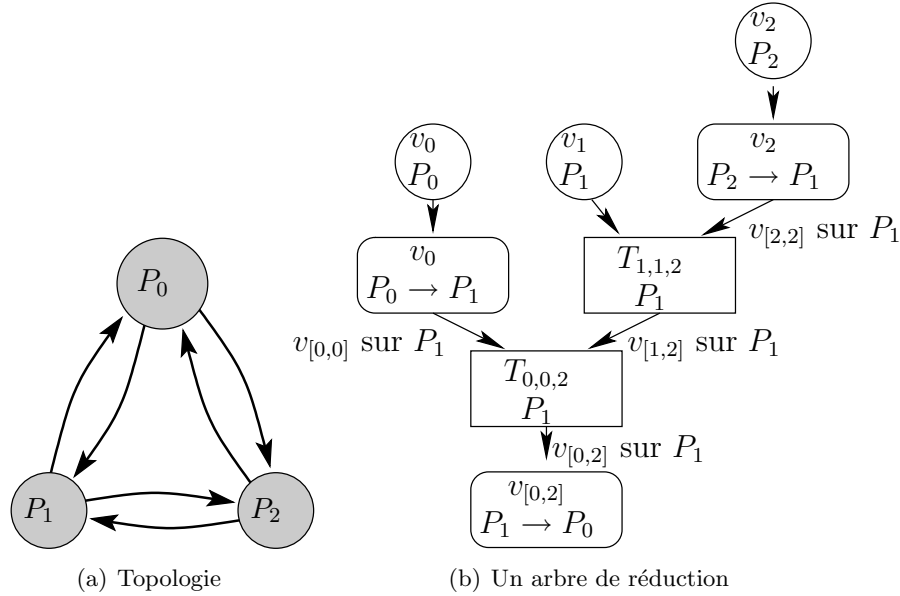 P₀
P₁
P₂
(a) Topologie
v₂
P₂
v₀
P₀
v₁
P₁
v₂
P₂ → P₁
v₀
P₀ → P₁
v[2,2] sur P₁
T₁,₁,₂
P₁
v[0,0] sur P₁
v[1,2] sur P₁
T₀,₀,₂
P₁
v[0,2] sur P₁
v[0,2]
P₁ → P₀
(b) Un arbre de réduction